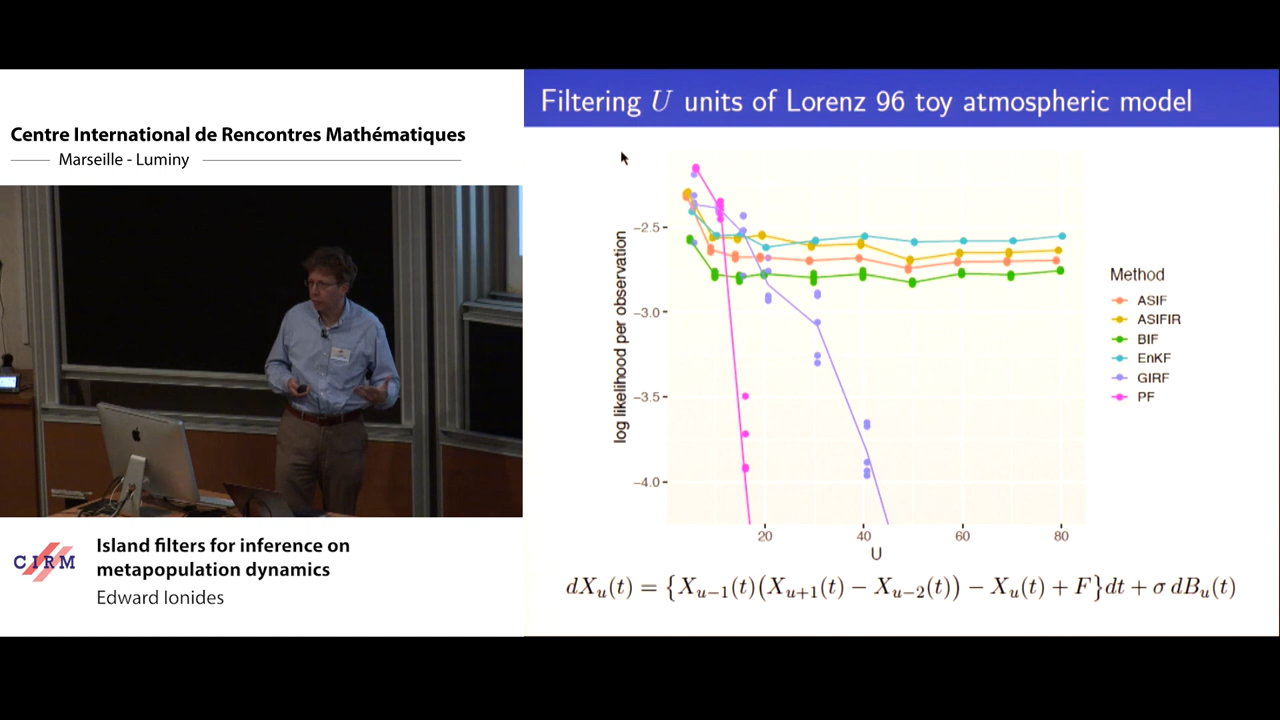 Centre International de Rencontres Mathématiques
Marseille - Luminy
CIRM
Island filters for inference on
metapopulation dynamics
Edward Ionides
Filtering U units of Lorenz 96 toy atmospheric model
log likelihood per observation
−2.5
−3.0
−3.5
−4.0
20
40
60
80
U
Method
ASIF
ASIFIR
BIF
EnKF
GIRF
PF
dX_u(t) = {X_{u−1}(t)(X_{u+1}(t) − X_{u−2}(t)) − X_u(t) + F}dt + σ dB_u(t)